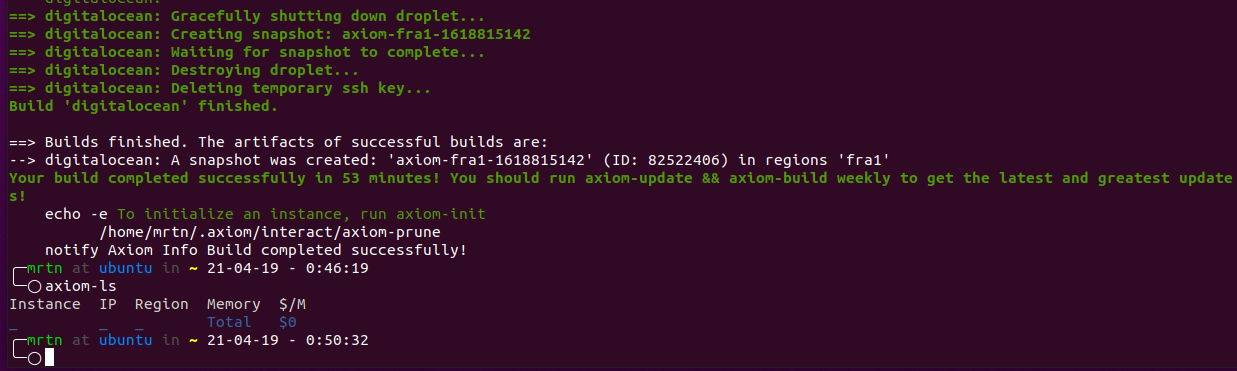 ==> digitalocean:
==> digitalocean: Gracefully shutting down droplet...
==> digitalocean: Creating snapshot: axiom-fra1-1618815142
==> digitalocean: Waiting for snapshot to complete...
==> digitalocean: Destroying droplet...
==> digitalocean: Deleting temporary ssh key...
Build 'digitalocean' finished.
==> Builds finished. The artifacts of successful builds are:
--> digitalocean: A snapshot was created: 'axiom-fra1-1618815142' (ID: 82522406) in regions 'fra1'
Your build completed successfully in 53 minutes! You should run axiom-update && axiom-build weekly to get the latest and greatest update
s!
echo -e To initialize an instance, run axiom-init
/home/mrtn/.axiom/interact/axiom-prune
notify Axiom Info Build completed successfully!
mrtn at ubuntu in ~ 21-04-19 - 0:46:19
axiom-ls
Instance IP Region Memory $/M
_ _ _ Total $0
mrtn at ubuntu in ~ 21-04-19 - 0:50:32